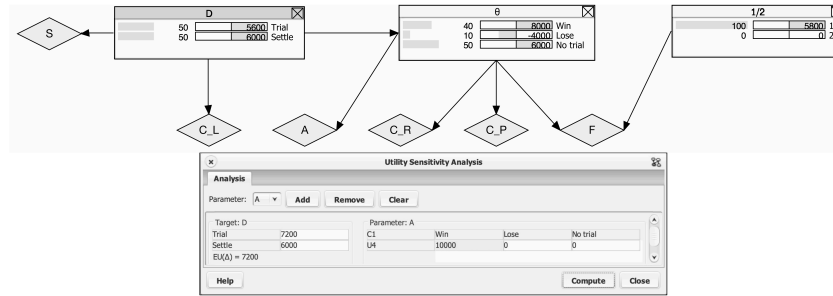 D
50 5600 Trial
50 6000 Settle
θ
40 8000 Win
10 -4000 Lose
50 6000 No trial
1/2
100 5800 1
0 0 2
S
C_L
A
C_R
C_P
F
Utility Sensitivity Analysis
Analysis
Parameter: A Add Remove Clear
Target: D
Trial 7200
Settle 6000
EU(Δ) = 7200
Parameter: A
C1 Win Lose No trial
U4 10000 0 0
Help Compute Close